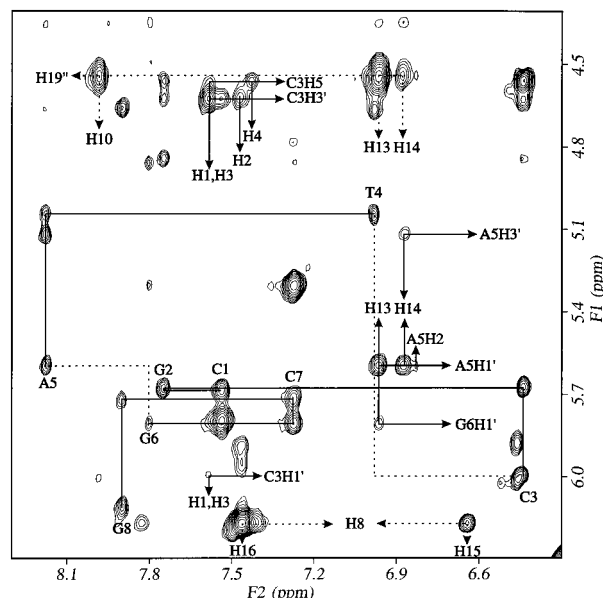 4.5
H19"
C3H5
C3H3'
H10
H4
H2
H13
H14
4.8
H1,H3
T4
5.1
A5H3'
5.4
H13
H14
A5H2
A5
G2
C1
C7
A5H1'
5.7
G6
G6H1'
C3H1'
6.0
C3
H1,H3
G8
H8
H16
H15
F1 (ppm)
8.1
7.8
7.5
7.2
6.9
6.6
F2 (ppm)